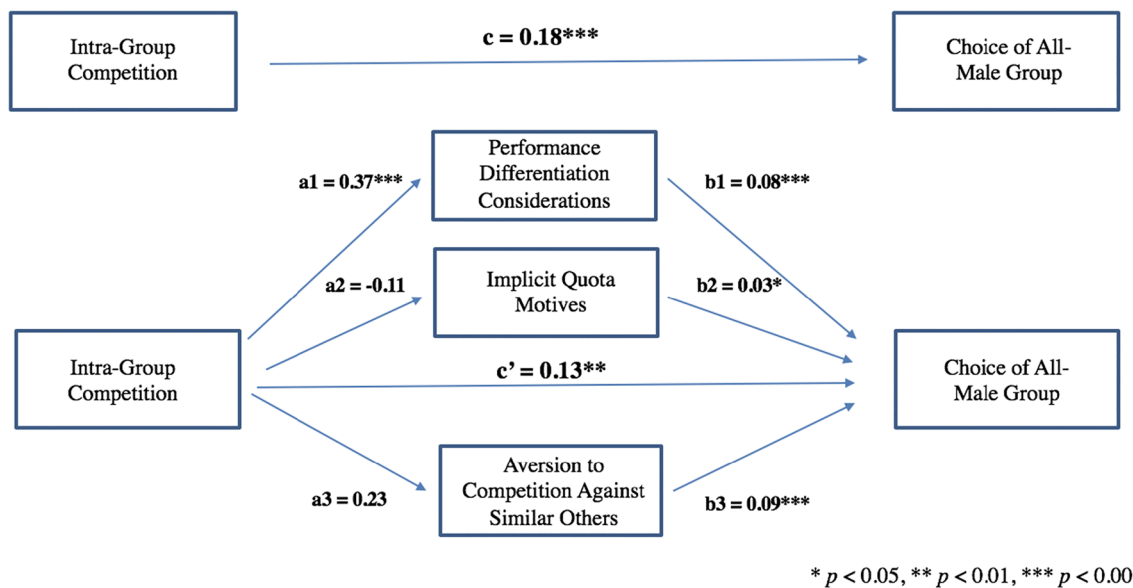 Intra-Group
Competition
c = 0.18***
Choice of All-
Male Group
Performance
Differentiation
Considerations
a1 = 0.37***
b1 = 0.08***
Implicit Quota
Motives
a2 = -0.11
b2 = 0.03*
Intra-Group
Competition
c’ = 0.13**
Choice of All-
Male Group
Aversion to
Competition Against
Similar Others
a3 = 0.23
b3 = 0.09***
* p < 0.05, ** p < 0.01, *** p < 0.00